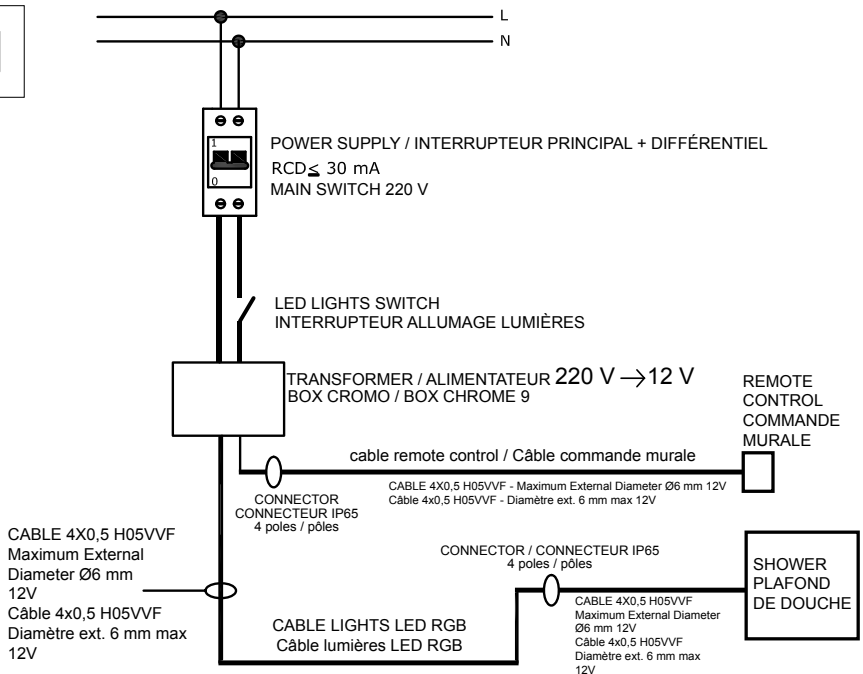 L
N
1
0
POWER SUPPLY / INTERRUPTEUR PRINCIPAL + DIFFÉRENTIEL
RCD≤ 30 mA
MAIN SWITCH 220 V
LED LIGHTS SWITCH
INTERRUPTEUR ALLUMAGE LUMIÈRES
TRANSFORMER / ALIMENTATEUR 220 V →12 V
BOX CROMO / BOX CHROME 9
REMOTE
CONTROL
COMMANDE
MURALE
cable remote control / Câble commande murale
CABLE 4X0,5 H05VVF - Maximum External Diameter Ø6 mm 12V
Câble 4x0,5 H05VVF - Diamètre ext. 6 mm max 12V
CONNECTOR
CONNECTEUR IP65
4 poles / pôles
CABLE 4X0,5 H05VVF
Maximum External
Diameter Ø6 mm
12V
Câble 4x0,5 H05VVF
Diamètre ext. 6 mm max
12V
CONNECTOR / CONNECTEUR IP65
4 poles / pôles
SHOWER
PLAFOND
DE DOUCHE
CABLE LIGHTS LED RGB
Câble lumières LED RGB
CABLE 4X0,5 H05VVF
Maximum External Diameter
Ø6 mm 12V
Câble 4x0,5 H05VVF
Diamètre ext. 6 mm max
12V